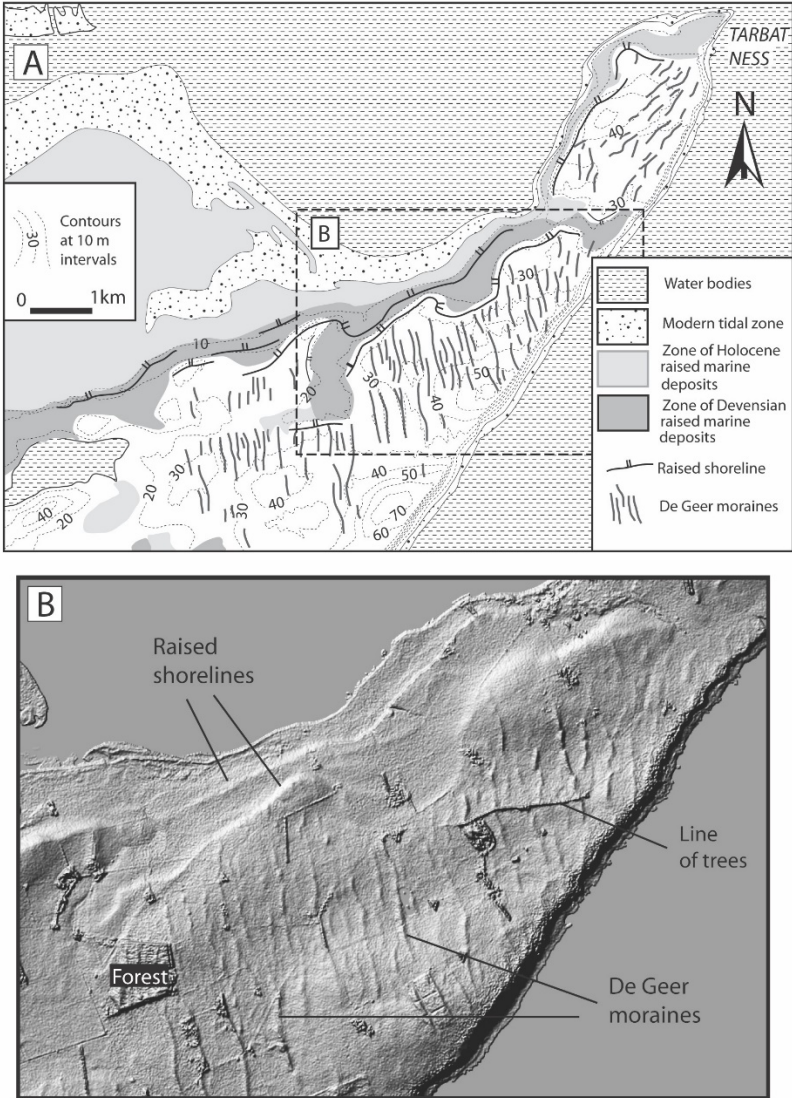 A
TARBAT-
NESS
N
40
30
B
Contours
at 10 m
intervals
30
0 1km
30
10
20
30
40
50
30
20
40
30
40
40
50
60
70
20
40
20
Water bodies
Modern tidal zone
Zone of Holocene
raised marine
deposits
Zone of Devensian
raised marine
deposits
Raised shoreline
De Geer moraines
B
Raised
shorelines
Line
of trees
Forest
De Geer
moraines